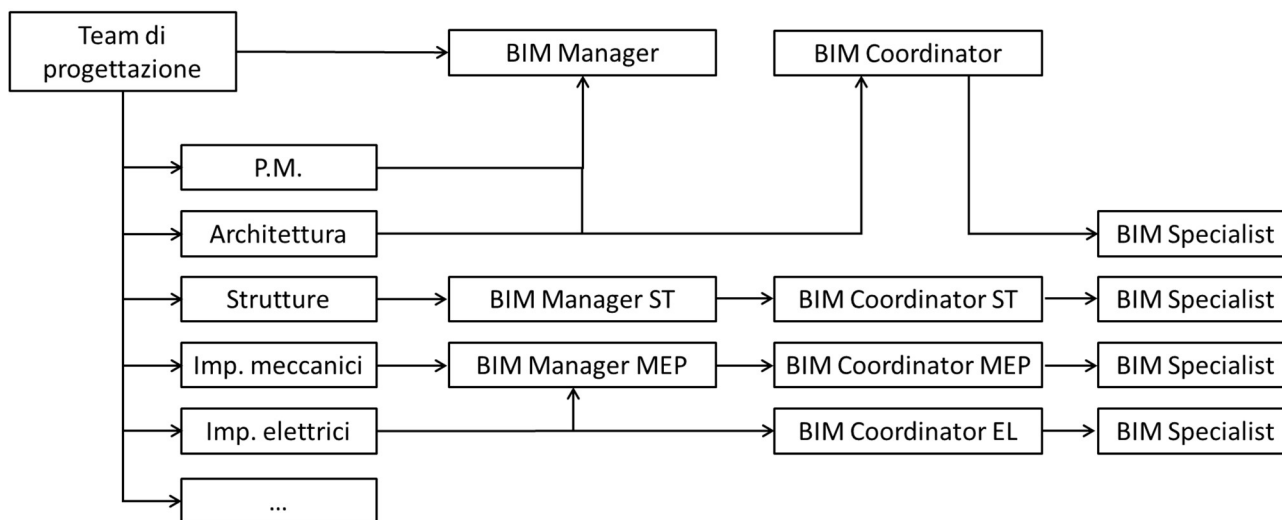 Team di
progettazione
BIM Manager
BIM Coordinator
P.M.
Architettura
BIM Specialist
Strutture
BIM Manager ST
BIM Coordinator ST
BIM Specialist
Imp. meccanici
BIM Manager MEP
BIM Coordinator MEP
BIM Specialist
Imp. elettrici
BIM Coordinator EL
BIM Specialist
...